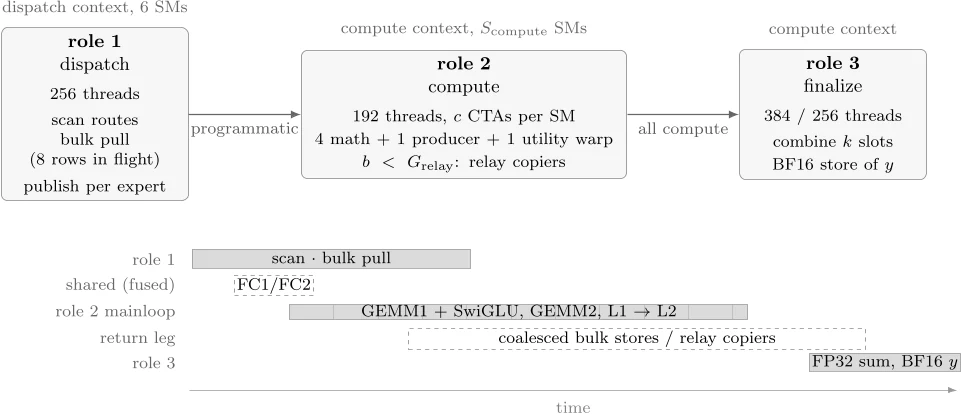 dispatch context, 6 SMs
role 1
dispatch
256 threads
scan routes
bulk pull
(8 rows in flight)
publish per expert
programmatic
compute context, S_compute SMs
role 2
compute
192 threads, c CTAs per SM
4 math + 1 producer + 1 utility warp
b < G_relay: relay copiers
all compute
compute context
role 3
finalize
384 / 256 threads
combine k slots
BF16 store of y
role 1
scan · bulk pull
shared (fused)
FC1/FC2
role 2 mainloop
GEMM1 + SwiGLU, GEMM2, L1 → L2
return leg
coalesced bulk stores / relay copiers
role 3
FP32 sum, BF16 y
time